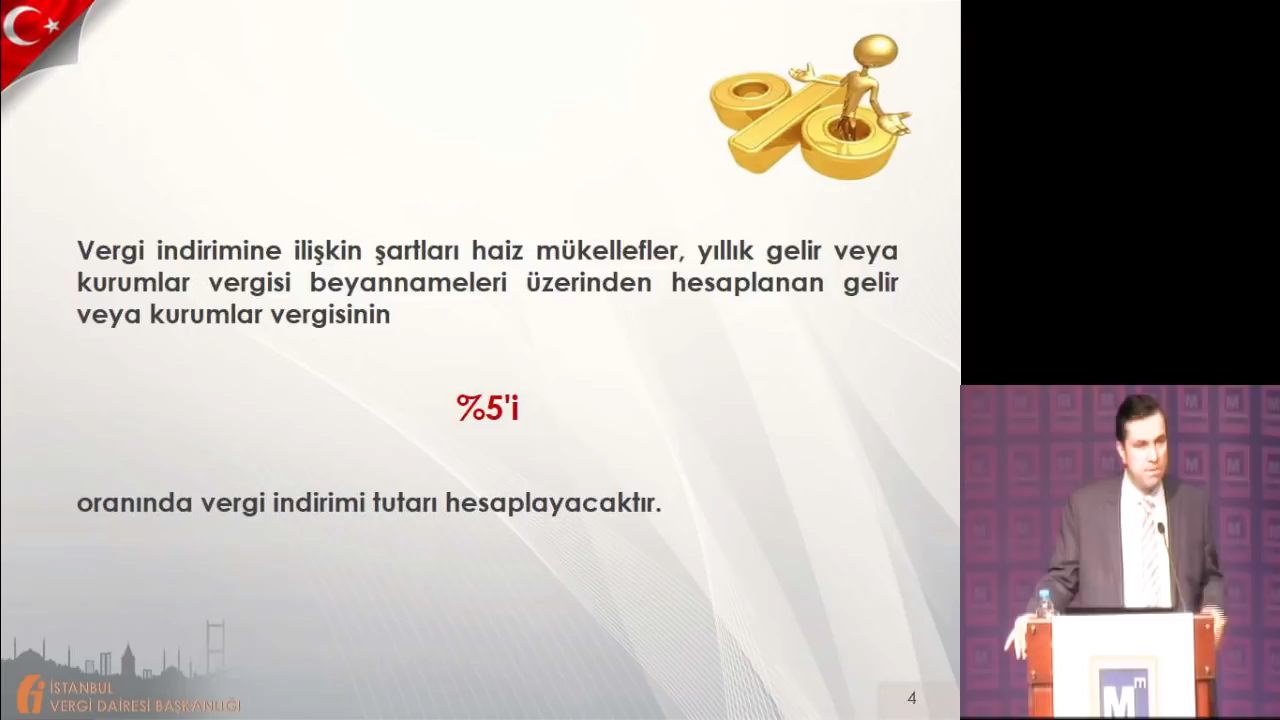 Vergi indirimine ilişkin şartları haiz mükellefler, yıllık gelir veya
kurumlar vergisi beyannameleri üzerinden hesaplanan gelir
veya kurumlar vergisinin
%5'i
oranında vergi indirimi tutarı hesaplayacaktır.
İSTANBUL
VERGİ DAİRESİ BAŞKANLIĞI
4
Mm